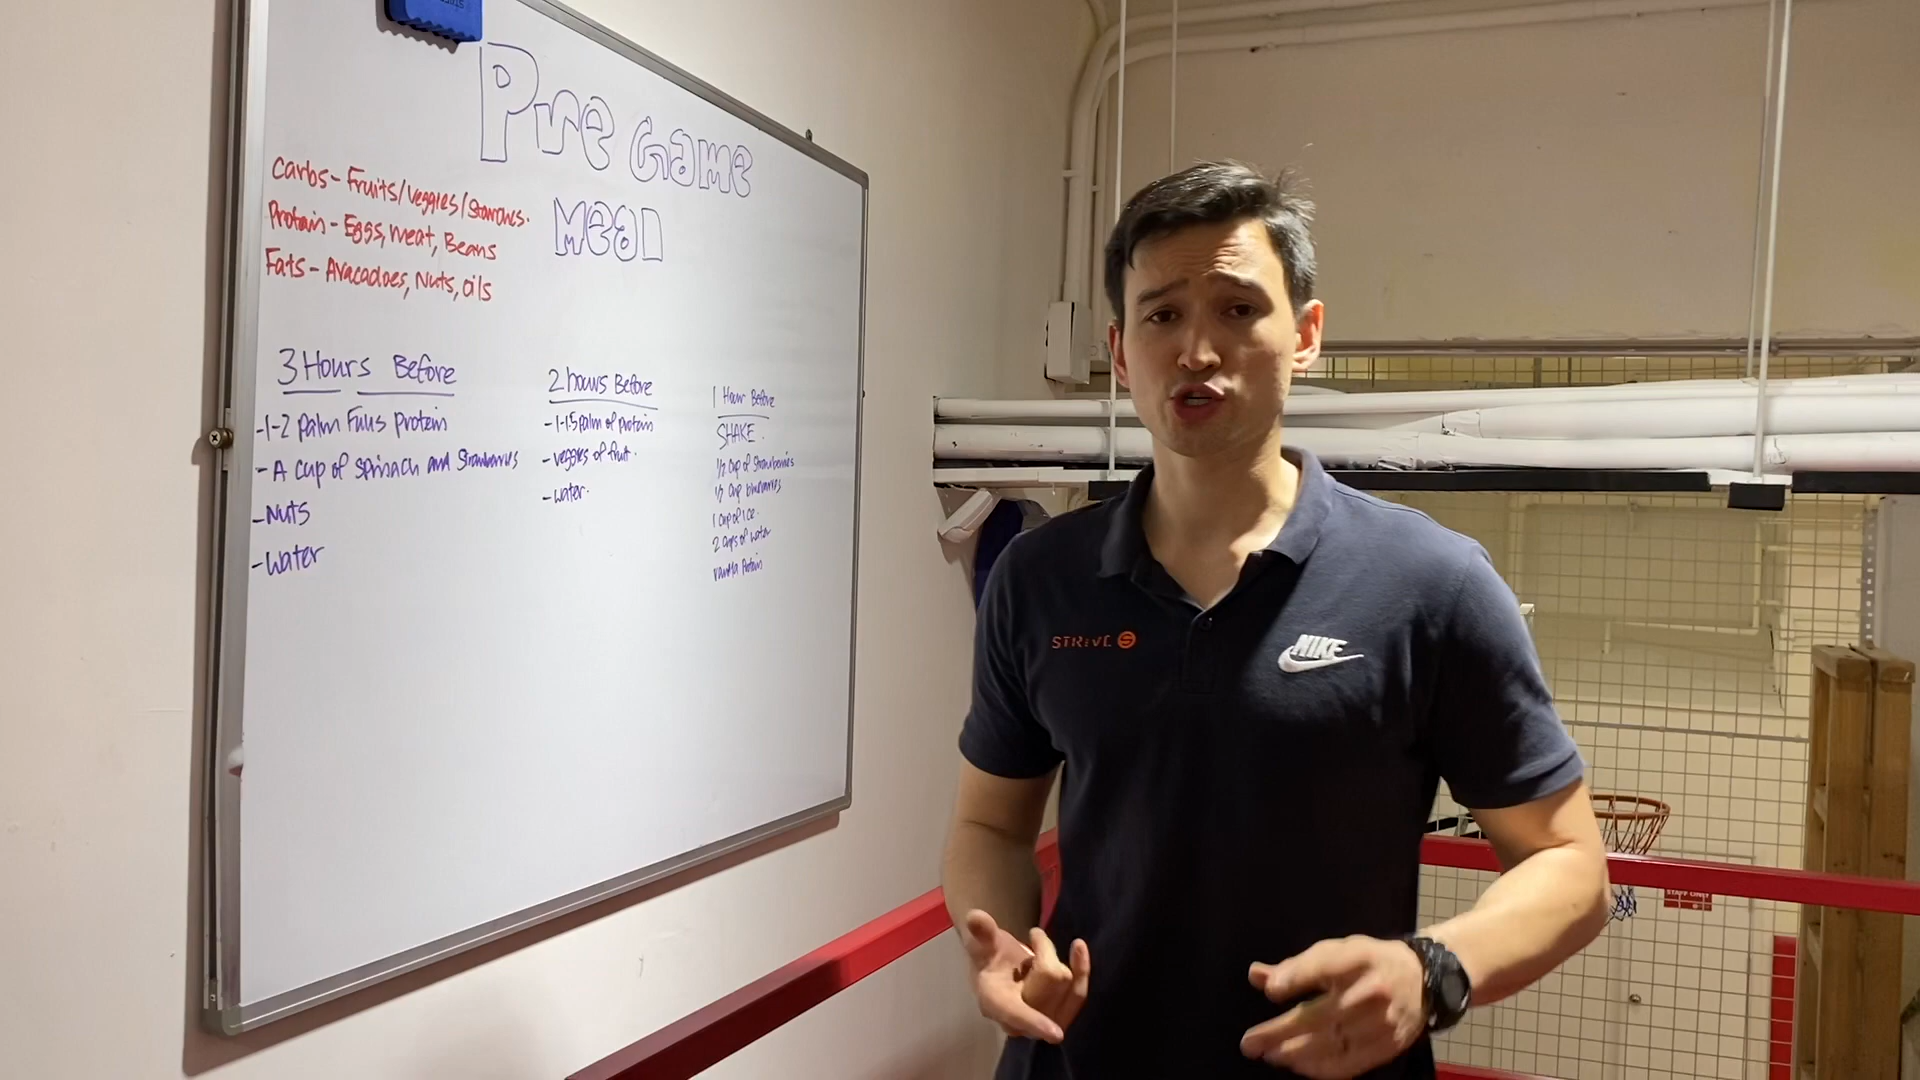 Pre Game
Meal
Carbs - Fruits/Veggies/Starches.
Protein - Eggs, meat, Beans
Fats - Avacadoes, Nuts, oils
3 Hours Before
- 1-2 palm Fulls protein
- A cup of spinach and Strawberries
- Nuts
- Water
2 hours Before
- 1-1.5 palm of protein
- veggies of fruit.
- water.
1 Hour Before
SHAKE.
1/2 cup of Strawberries
1/2 cup blueberries
1 cup of ice.
2 cups of water
vanilla Protein
STRIVE S
NIKE
STAFF ONLY